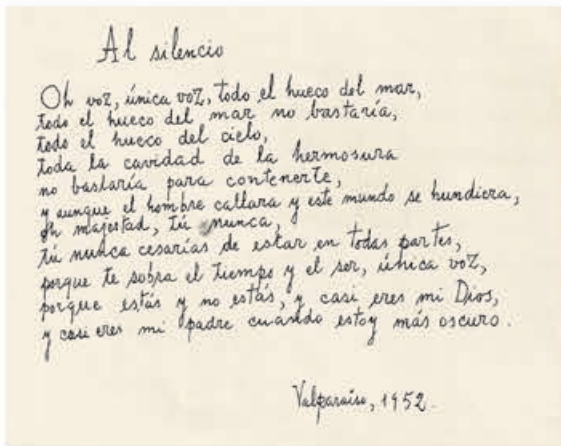 Al silencio
Oh voz, única voz, todo el hueco del mar,
todo el hueco del mar no bastaría,
todo el hueco del cielo,
toda la cavidad de la hermosura
no bastaría para contenerte,
y aunque el hombre callara y este mundo se hundiera,
oh majestad, tú nunca,
tú nunca cesarías de estar en todas partes,
porque te sobra el tiempo y el ser, única voz,
porque estás y no estás, y casi eres mi Dios,
y casi eres mi padre cuando estoy más oscuro.
Valparaíso, 1952.